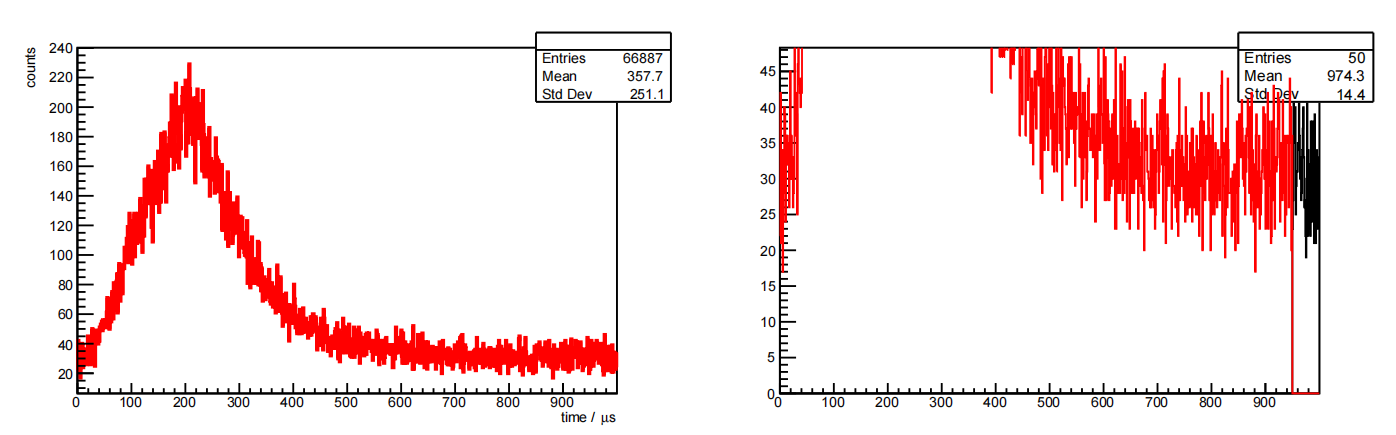 counts
240
220
200
180
160
140
120
100
80
60
40
20
0 100 200 300 400 500 600 700 800 900
time / μs
Entries 66887
Mean 357.7
Std Dev 251.1
45
40
35
30
25
20
15
10
5
0
0 100 200 300 400 500 600 700 800 900
Entries 50
Mean 974.3
Std Dev 14.4